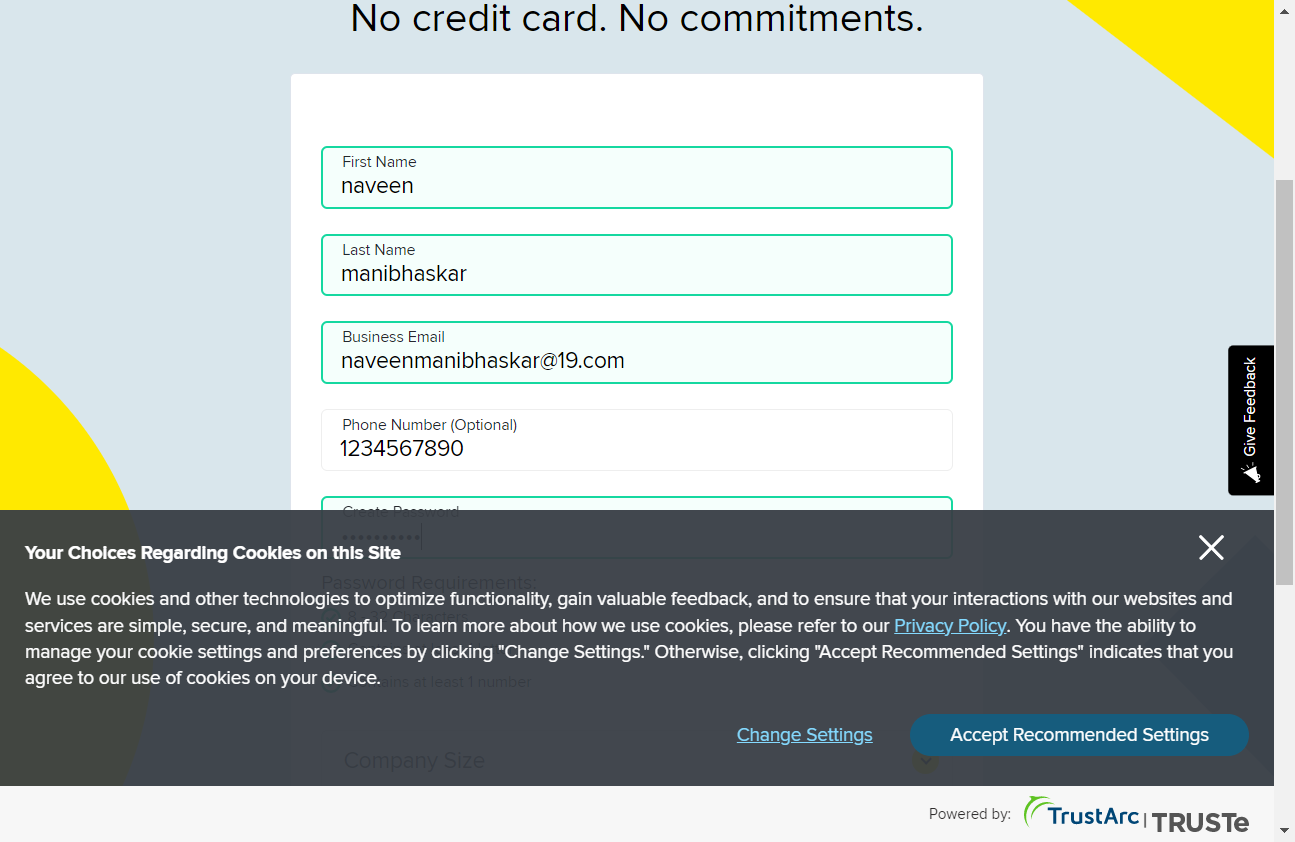 No credit card. No commitments.
First Name
naveen
Last Name
manibhaskar
Business Email
naveenmanibhaskar@19.com
Phone Number (Optional)
1234567890
Give Feedback
Create Password
••••••••••
Your Choices Regarding Cookies on this Site
Password Requirements:
We use cookies and other technologies to optimize functionality, gain valuable feedback, and to ensure that your interactions with our websites and
services are simple, secure, and meaningful. To learn more about how we use cookies, please refer to our Privacy Policy. You have the ability to
manage your cookie settings and preferences by clicking "Change Settings." Otherwise, clicking "Accept Recommended Settings" indicates that you
agree to our use of cookies on your device.
at least 1 number
Change Settings
Accept Recommended Settings
Company Size
Powered by:
TrustArc | TRUSTe